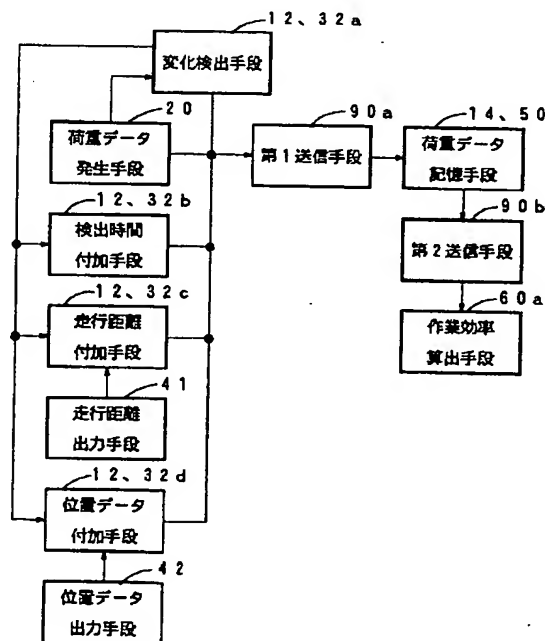 12、32a
変化検出手段
20
荷重データ
発生手段
90a
第1送信手段
14、50
荷重データ
記憶手段
12、32b
検出時間
付加手段
90b
第2送信手段
12、32c
走行距離
付加手段
60a
作業効率
算出手段
41
走行距離
出力手段
12、32d
位置データ
付加手段
42
位置データ
出力手段